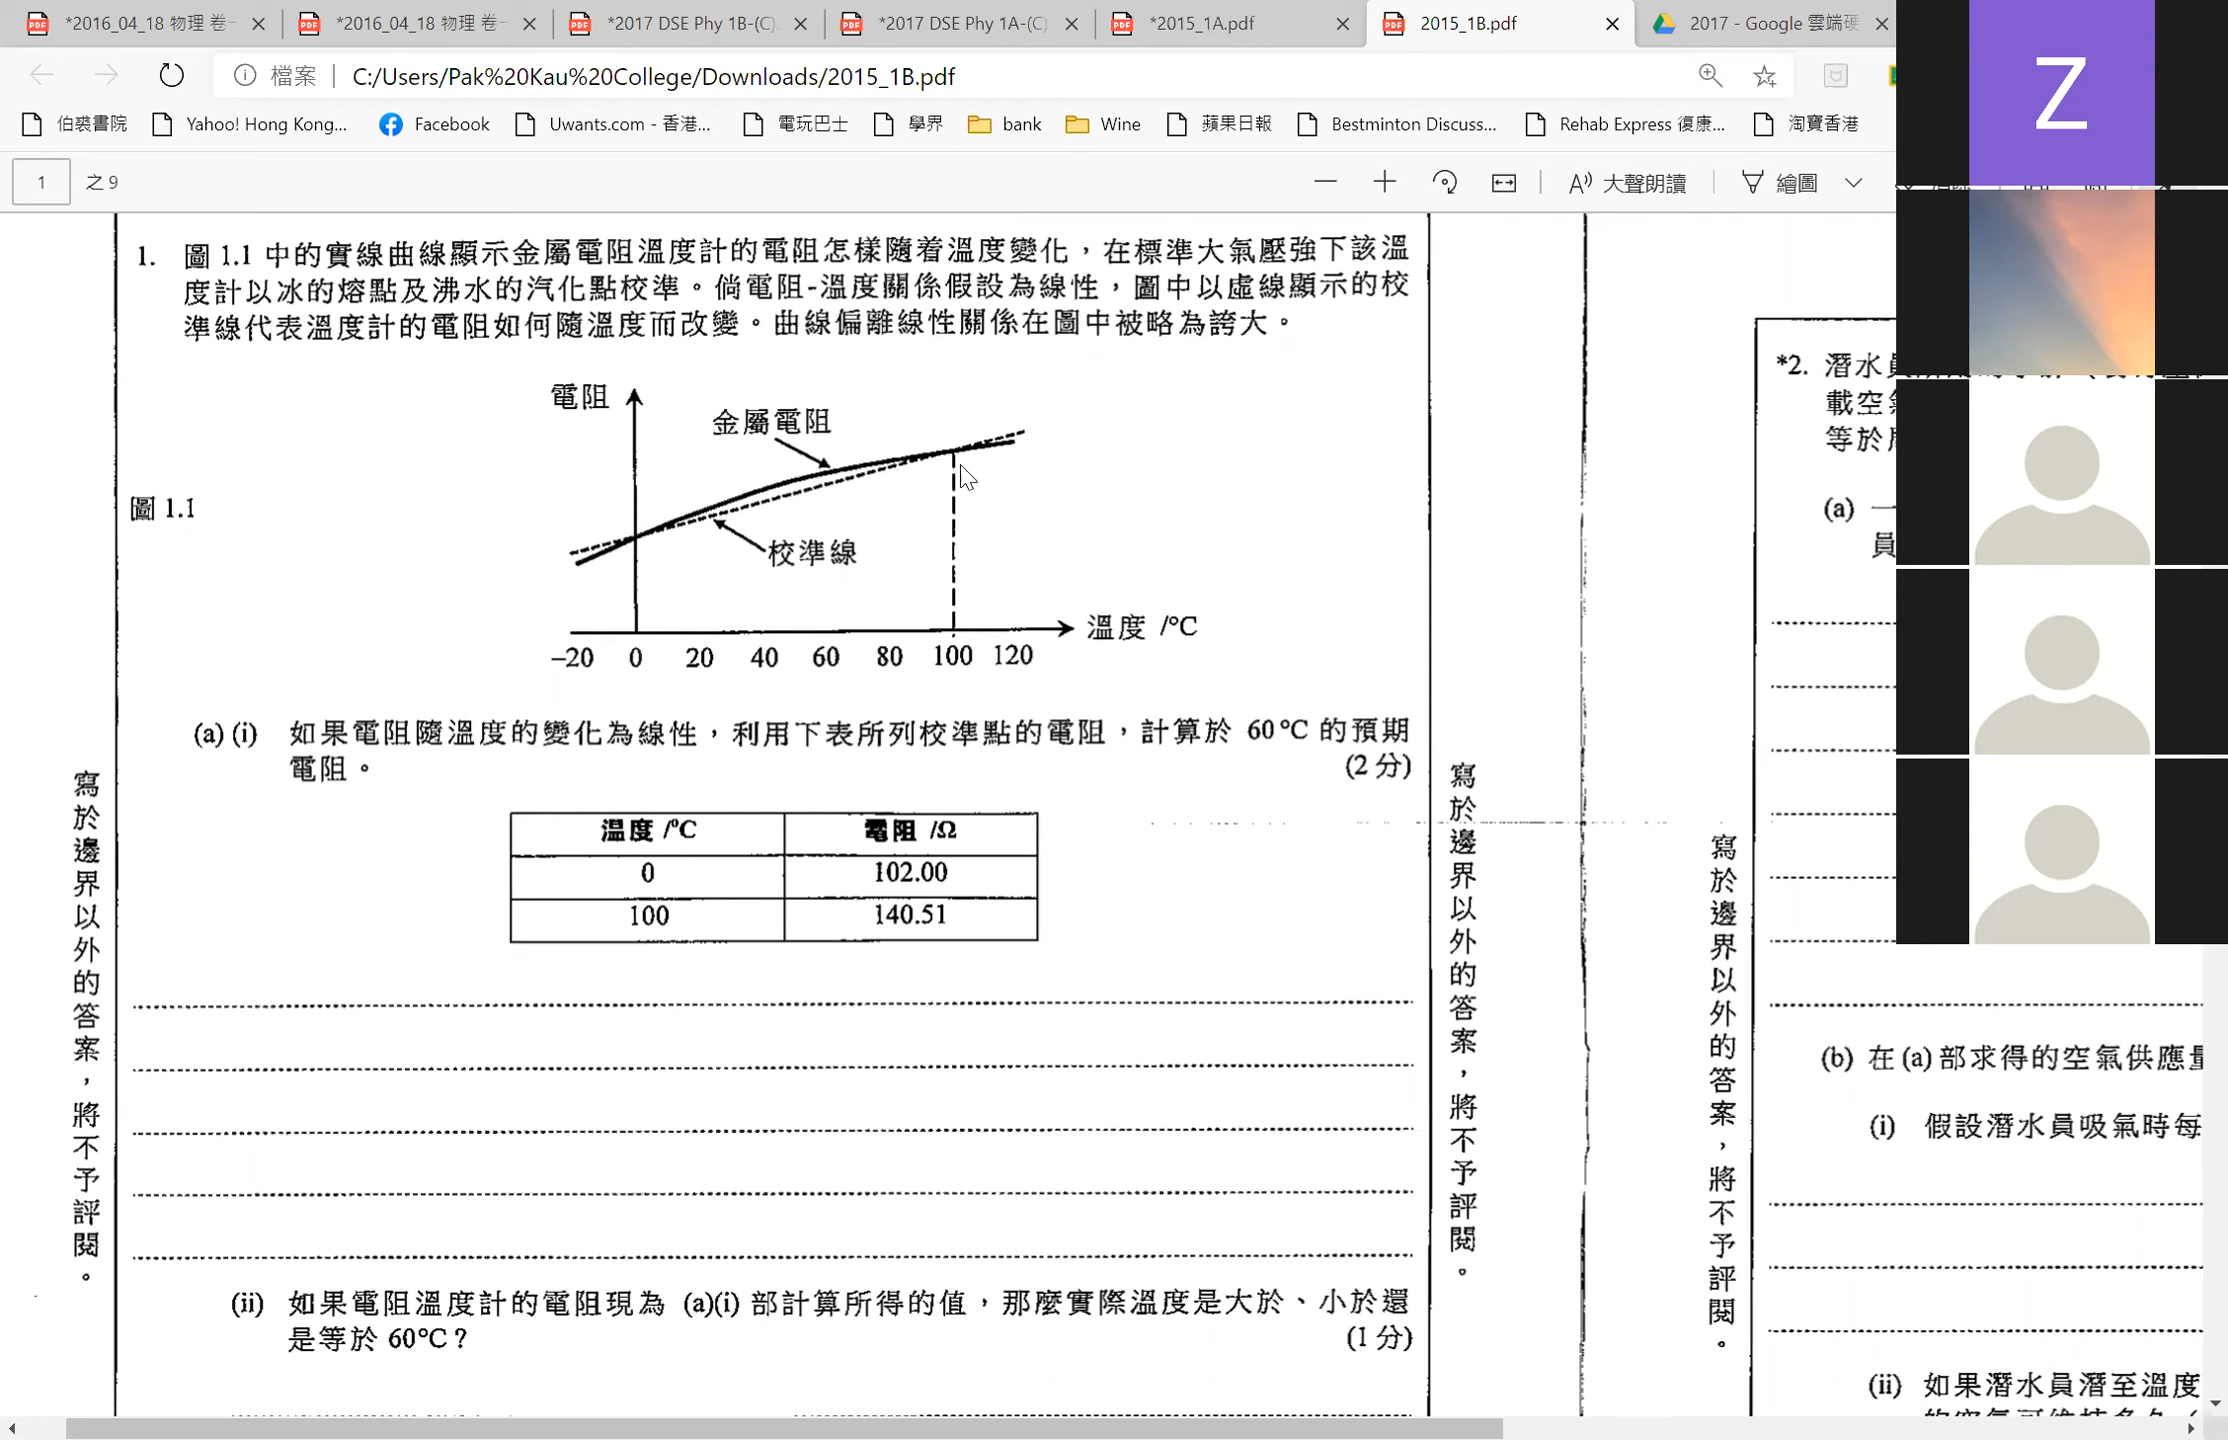 *2016_04_18 物理 卷一
*2016_04_18 物理 卷一
*2017 DSE Phy 1B-(C).
*2017 DSE Phy 1A-(C)
*2015_1A.pdf
2015_1B.pdf
2017 - Google 雲端硬
檔案 C:/Users/Pak%20Kau%20College/Downloads/2015_1B.pdf
伯裘書院 Yahoo! Hong Kong... Facebook Uwants.com - 香港... 電玩巴士 學界 bank Wine 蘋果日報 Bestminton Discuss... Rehab Express 復康... 淘寶香港
1 之 9 大聲朗讀 繪圖
Z
1. 圖 1.1 中的實線曲線顯示金屬電阻溫度計的電阻怎樣隨着溫度變化，在標準大氣壓強下該溫
度計以冰的熔點及沸水的汽化點校準。倘電阻-溫度關係假設為線性，圖中以虛線顯示的校
準線代表溫度計的電阻如何隨溫度而改變。曲線偏離線性關係在圖中被略為誇大。
電阻
金屬電阻
圖 1.1
校準線
溫度 /°C
–20 0 20 40 60 80 100 120
(a) (i) 如果電阻隨溫度的變化為線性，利用下表所列校準點的電阻，計算於 60°C 的預期
電阻。 (2 分)
溫度 /°C 電阻 /Ω
0 102.00
100 140.51
(ii) 如果電阻溫度計的電阻現為 (a)(i) 部計算所得的值，那麼實際溫度是大於、小於還
是等於 60°C？ (1 分)
寫於邊界以外的答案，將不予評閱。
寫於邊界以外的答案，將不予評閱。
寫於邊界以外的答案，將不予評閱。
*2. 潛水
載空
等於
(a) 一
員
(b) 在 (a) 部求得的空氣供應量
(i) 假設潛水員吸氣時每
(ii) 如果潛水員潛至溫度